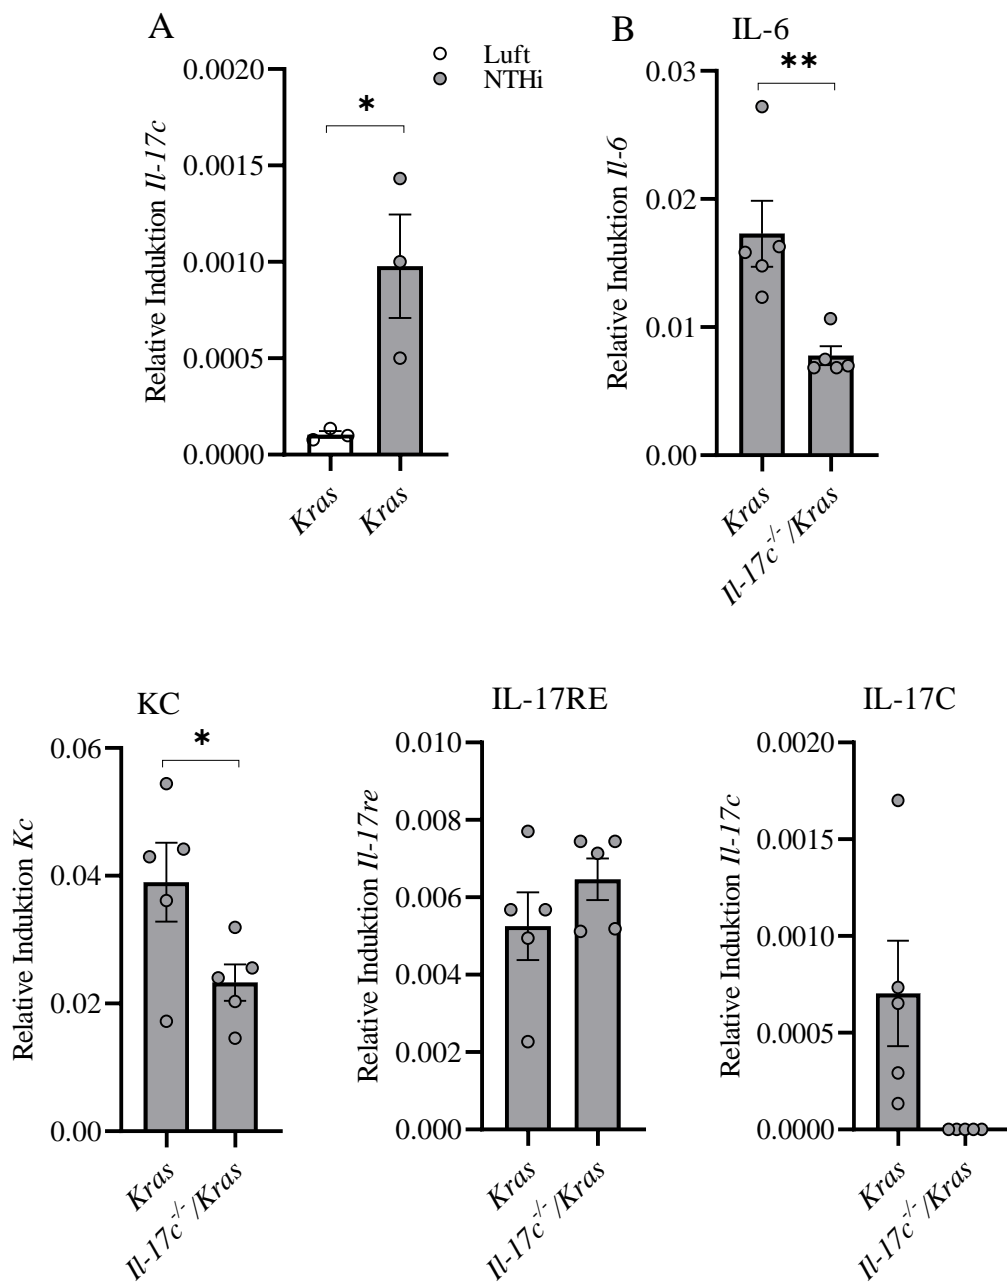 A
Luft
NTHi
Relative Induktion Il-17c
0.0020
0.0015
0.0010
0.0005
0.0000
*
Kras
Kras
B
IL-6
Relative Induktion Il-6
0.03
0.02
0.01
0.00
**
Kras
Il-17c-/-/Kras
KC
Relative Induktion Kc
0.06
0.04
0.02
0.00
*
Kras
Il-17c-/-/Kras
IL-17RE
Relative Induktion Il-17re
0.010
0.008
0.006
0.004
0.002
0.000
Kras
Il-17c-/-/Kras
IL-17C
Relative Induktion Il-17c
0.0020
0.0015
0.0010
0.0005
0.0000
Kras
Il-17c-/-/Kras